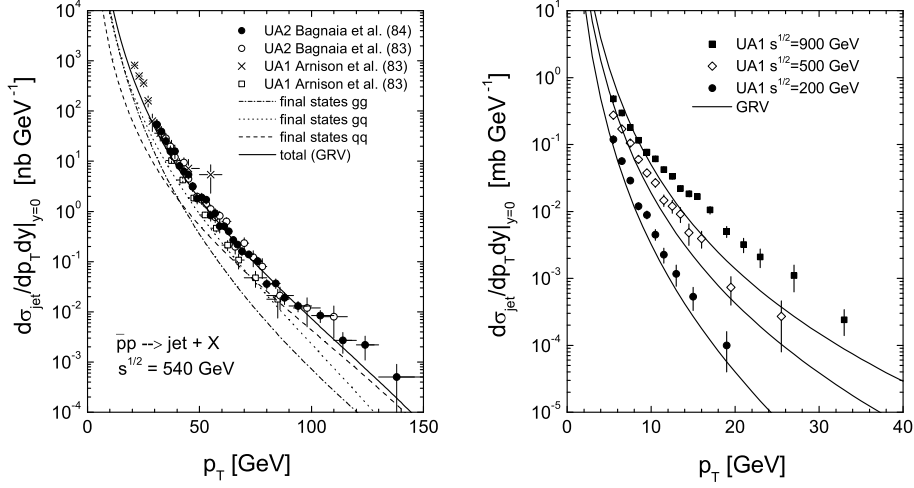 10^4
10^3
10^2
10^1
10^0
10^-1
10^-2
10^-3
10^-4
dσ_jet/dp_T dy|_y=0 [nb GeV^-1]
UA2 Bagnaia et al. (84)
UA2 Bagnaia et al. (83)
UA1 Arnison et al. (83)
UA1 Arnison et al. (83)
final states gg
final states gq
final states qq
total (GRV)
p̅p --> jet + X
s^1/2 = 540 GeV
0 50 100 150
p_T [GeV]
10^1
10^0
10^-1
10^-2
10^-3
10^-4
10^-5
dσ_jet/dp_T dy|_y=0 [mb GeV^-1]
UA1 s^1/2=900 GeV
UA1 s^1/2=500 GeV
UA1 s^1/2=200 GeV
GRV
0 10 20 30 40
p_T [GeV]